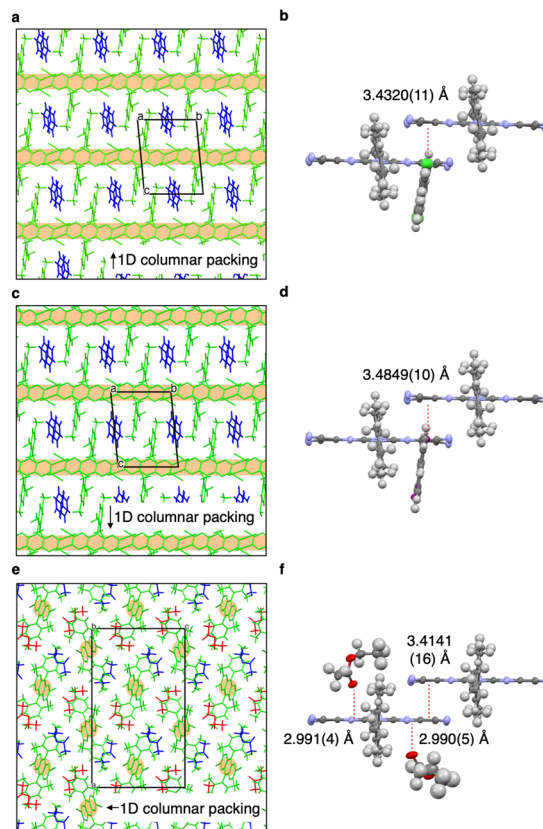 a
b
a
b
c
↑1D columnar packing
3.4320(11) Å
c
d
a
b
c
↓1D columnar packing
3.4849(10) Å
e
f
c
←1D columnar packing
3.4141
(16) Å
2.991(4) Å
2.990(5) Å